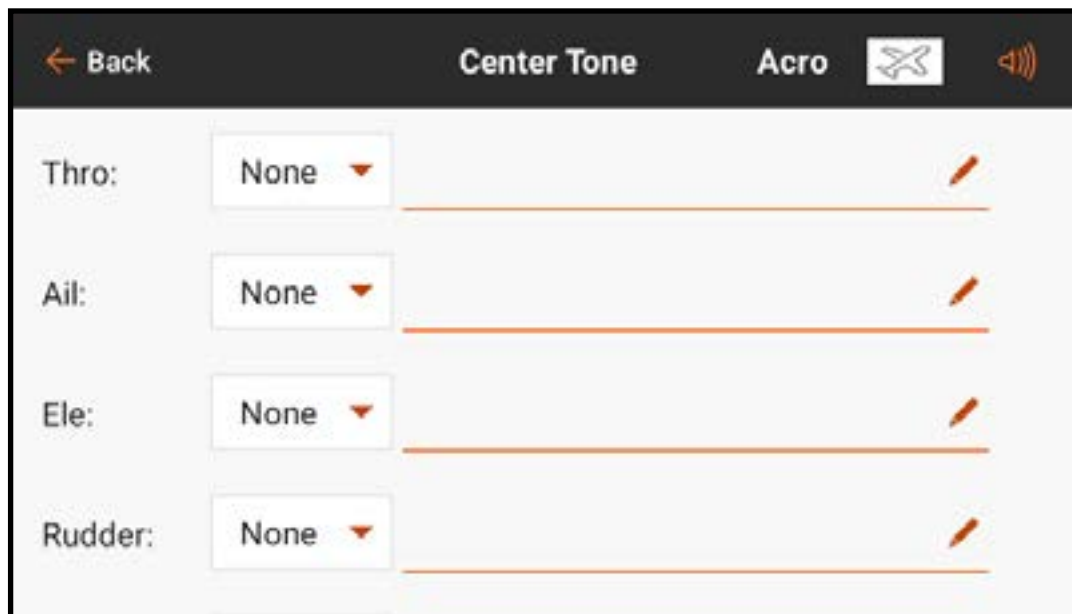 Back Center Tone Acro
Thro: None
Ail: None
Ele: None
Rudder: None